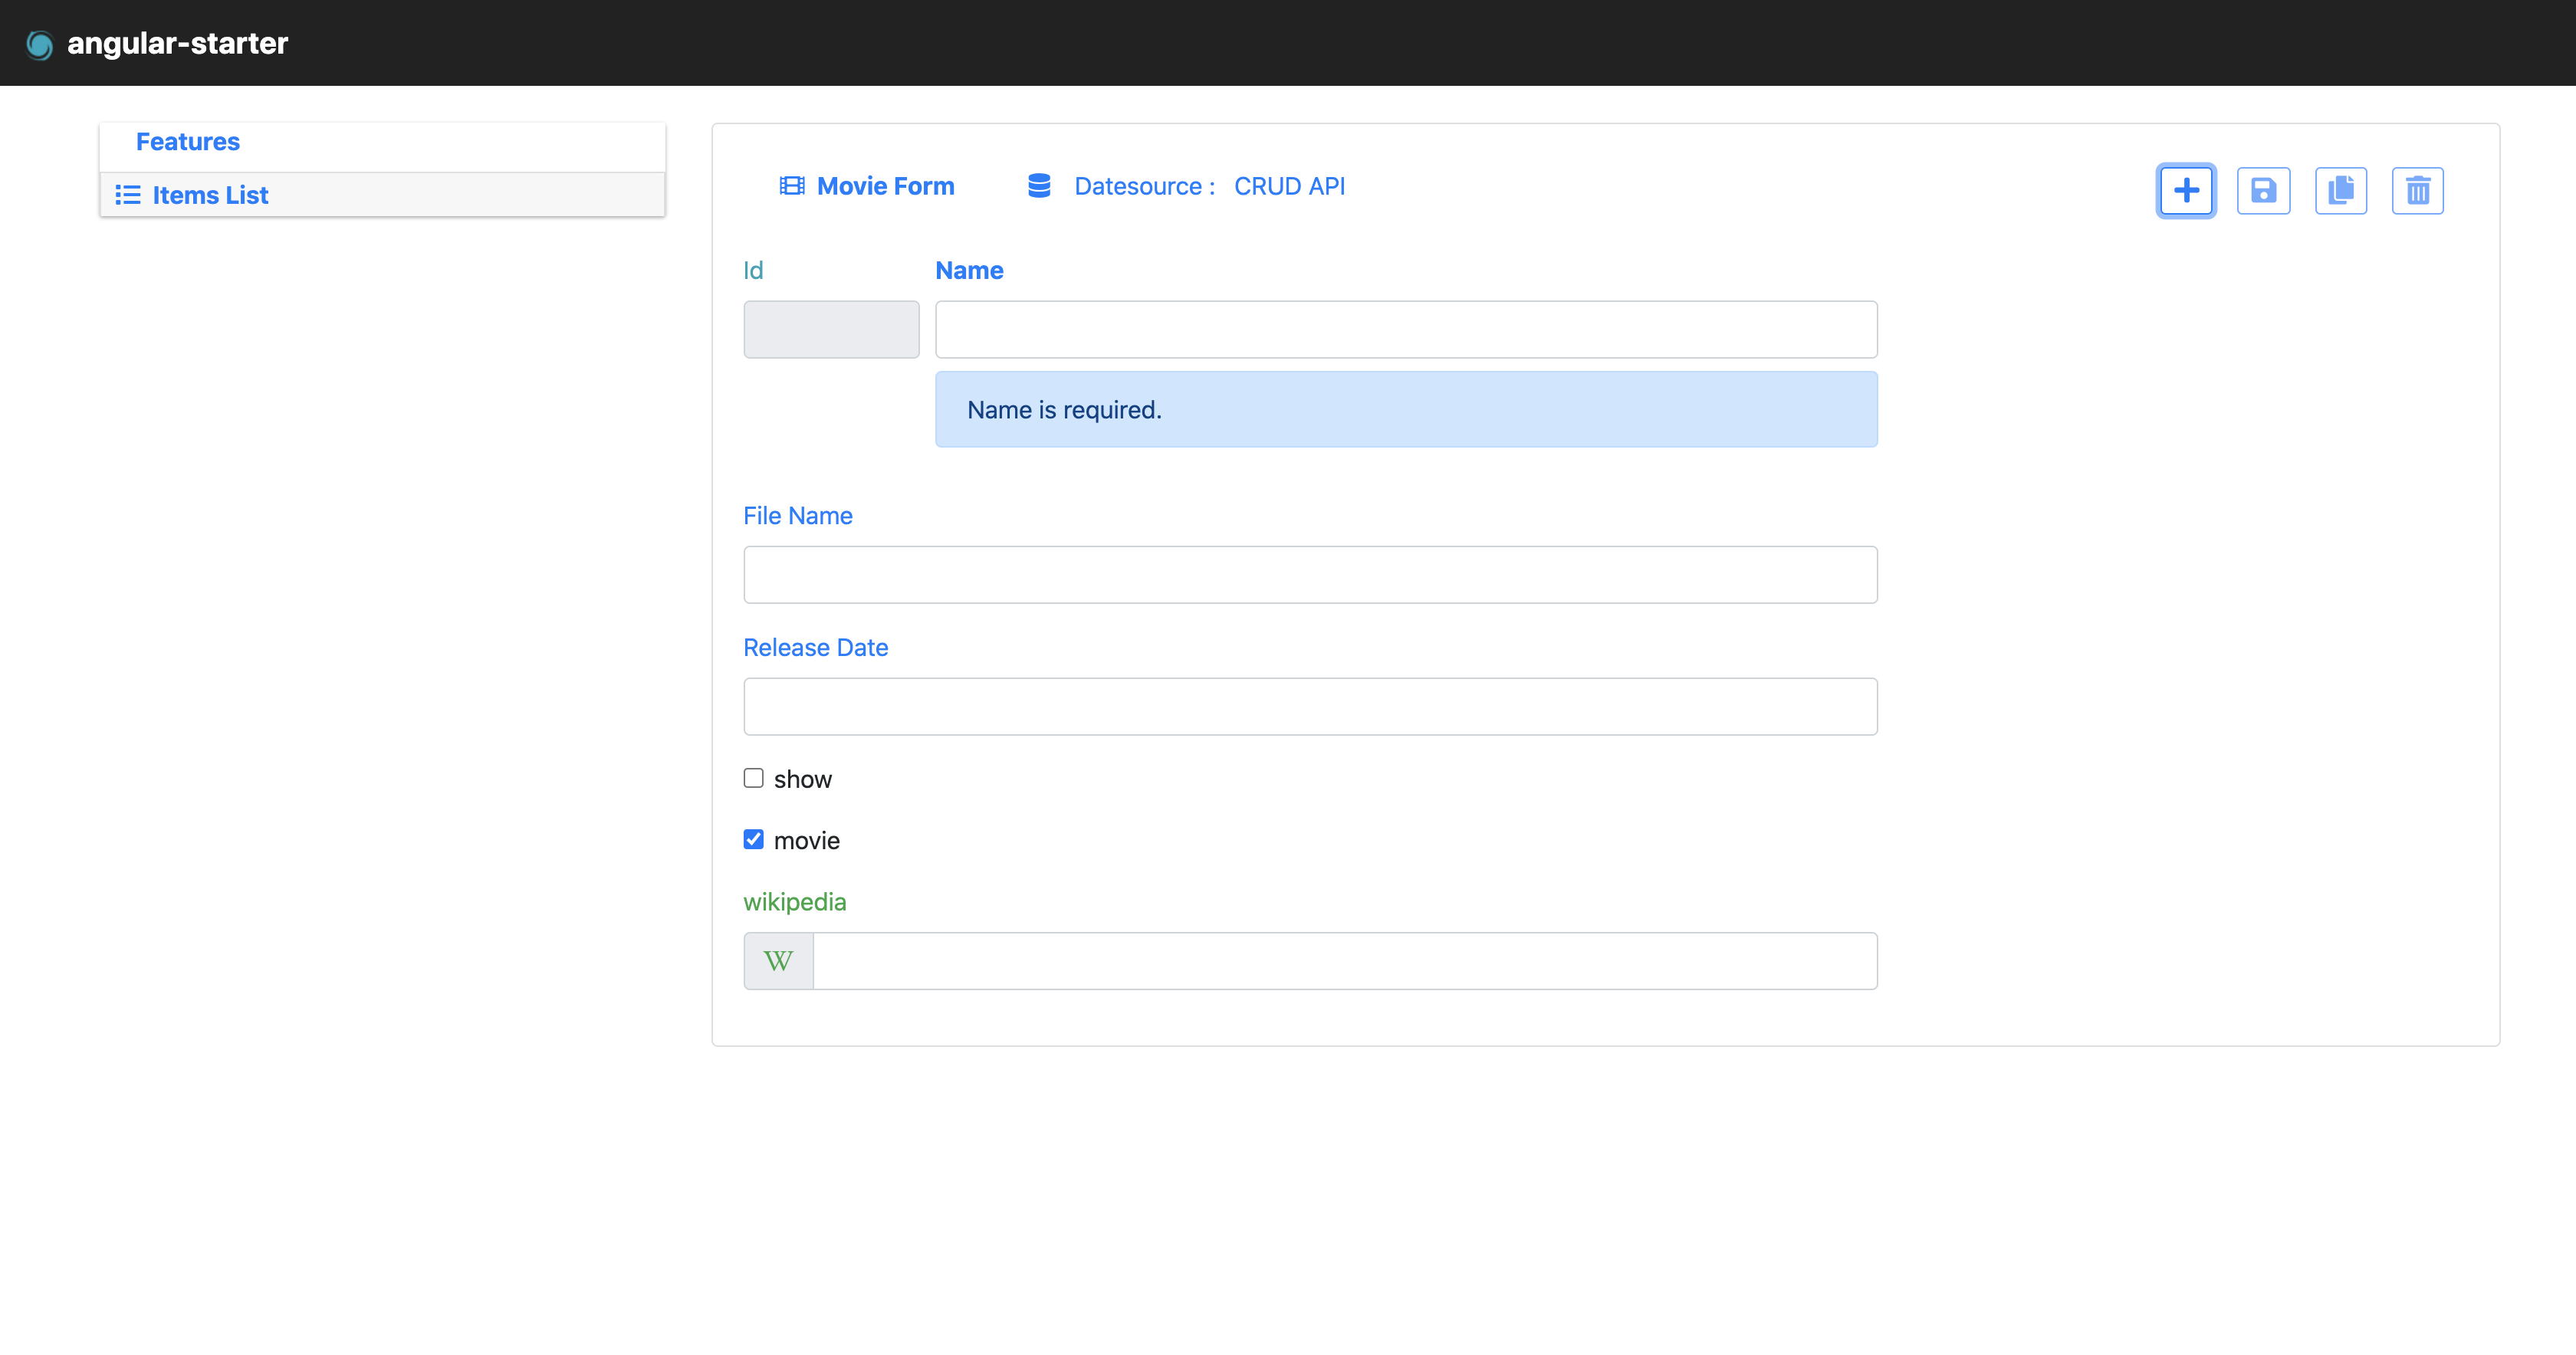 angular-starter
Features
Items List
Movie Form Datesource : CRUD API
Id Name
Name is required.
File Name
Release Date
show
movie
wikipedia
W